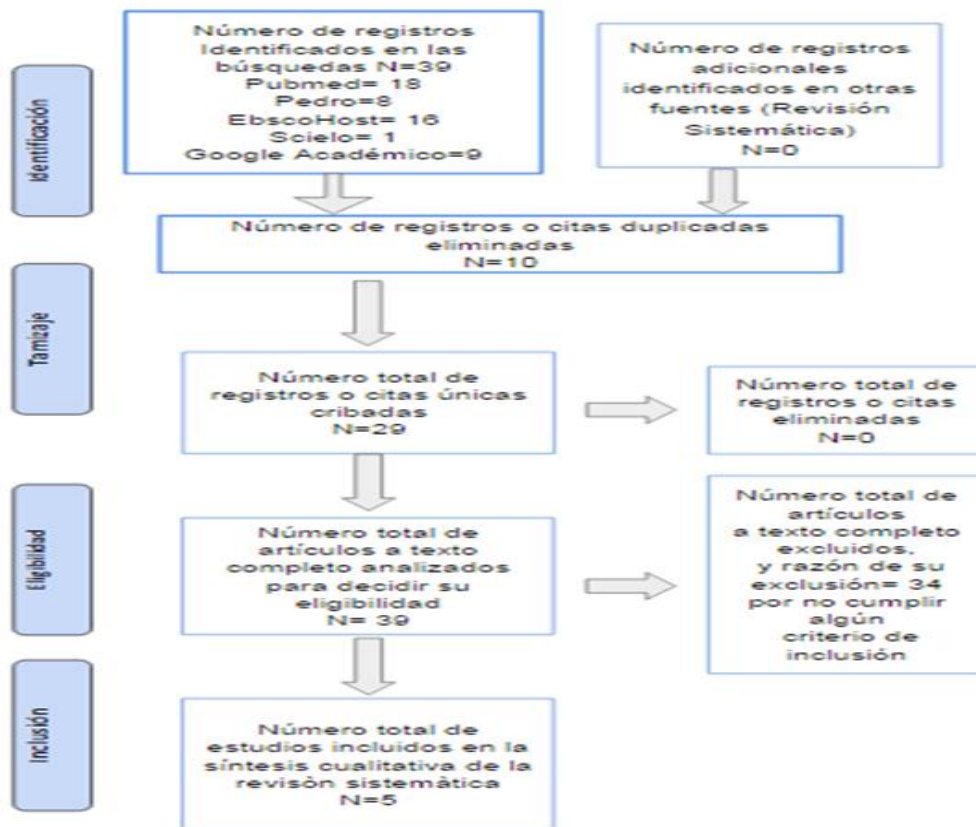 Número de registros
Identificados en las
búsquedas N=39
Pubmed= 18
Pedro=8
EbscoHost= 16
Scielo= 1
Google Académico=9
Número de registros
adicionales
identificados en otras
fuentes (Revisión
Sistemática)
N=0
Identificación
Número de registros o citas duplicadas
eliminadas
N=10
Tamizaje
Número total de
registros o citas únicas
cribadas
N=29
Número total de
registros o citas
eliminadas
N=0
Eligibilidad
Número total de
artículos a texto
completo analizados
para decidir su
eligibilidad
N= 39
Número total de
artículos
a texto completo
excluidos,
y razón de su
exclusión= 34
por no cumplir
algún
criterio de
inclusión
Inclusión
Número total de
estudios incluidos en la
síntesis cualitativa de la
revisòn sistemàtica
N=5